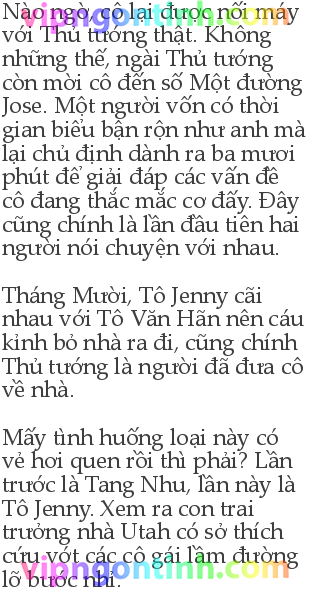 Nào ngờ, cô lại được nối máy
vipngontinh.com
với Thủ tướng thật. Không
những thế, ngài Thủ tướng
còn mời cô đến số Một đường
Jose. Một người vốn có thời
gian biểu bận rộn như anh mà
lại chủ định dành ra ba mươi
phút để giải đáp các vấn đề
cô đang thắc mắc cơ đấy. Đây
cũng chính là lần đầu tiên hai
người nói chuyện với nhau.
Tháng Mười, Tô Jenny cãi
nhau với Tô Văn Hãn nên cáu
kỉnh bỏ nhà ra đi, cũng chính
Thủ tướng là người đã đưa cô
về nhà.
Mấy tình huống loại này có
vẻ hơi quen rồi thì phải? Lần
trước là Tang Nhu, lần này là
Tô Jenny. Xem ra con trai
trưởng nhà Utah có sở thích
cứu vớt các cô gái lầm đường
vipngontinh.com
lỡ bước nhỉ.